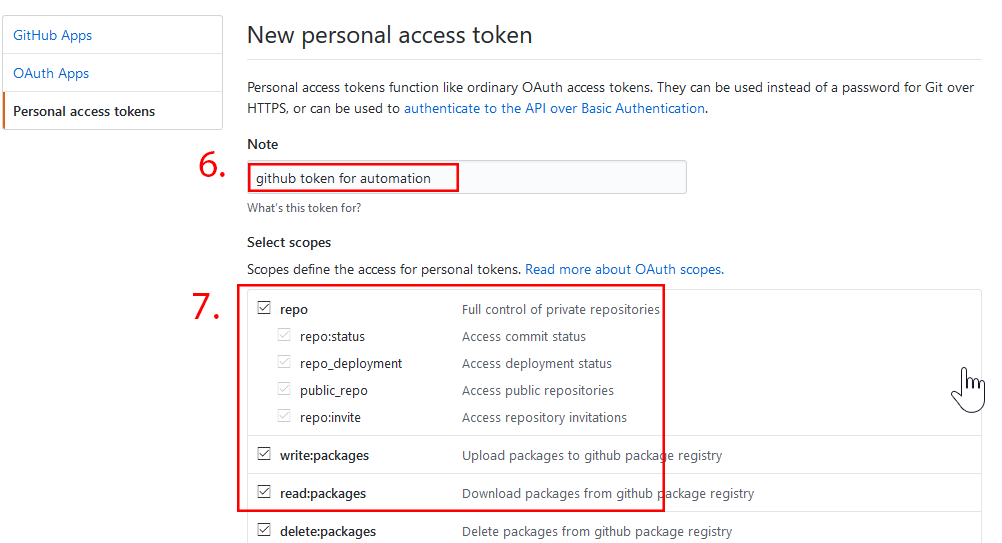 GitHub Apps
OAuth Apps
Personal access tokens
New personal access token
Personal access tokens function like ordinary OAuth access tokens. They can be used instead of a password for Git over
HTTPS, or can be used to authenticate to the API over Basic Authentication.
Note
6.
github token for automation
What's this token for?
Select scopes
Scopes define the access for personal tokens. Read more about OAuth scopes.
7.
repo Full control of private repositories
repo:status Access commit status
repo_deployment Access deployment status
public_repo Access public repositories
repo:invite Access repository invitations
write:packages Upload packages to github package registry
read:packages Download packages from github package registry
delete:packages Delete packages from github package registry